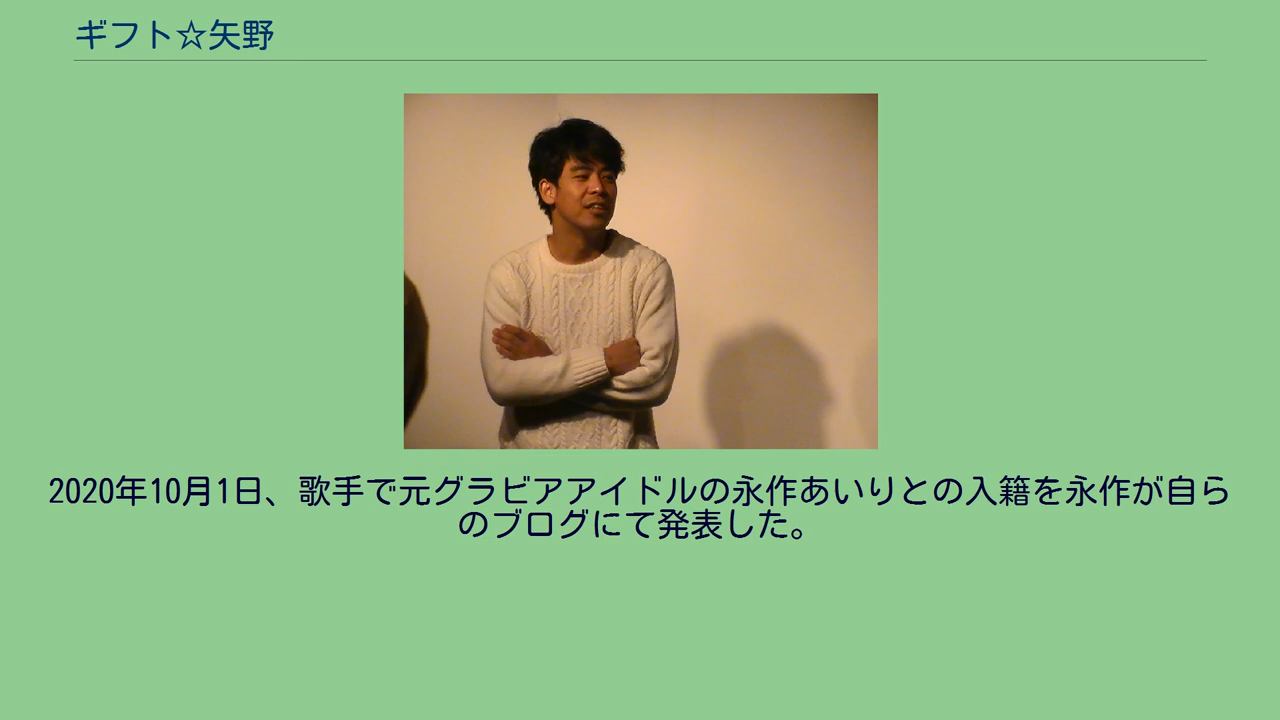 ギフト☆矢野
2020年10月1日、歌手で元グラビアアイドルの永作あいりとの入籍を永作が自ら
のブログにて発表した。